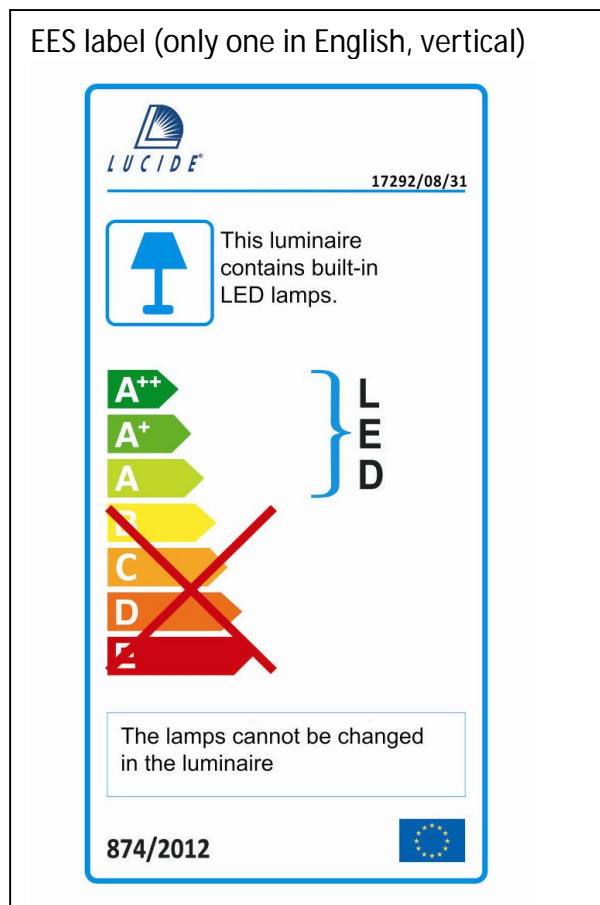 EES label (only one in English, vertical)
LUCIDE®
17292/08/31
This luminaire
contains built-in
LED lamps.
A++
A+
A
B
C
D
E
L
E
D
The lamps cannot be changed
in the luminaire
874/2012